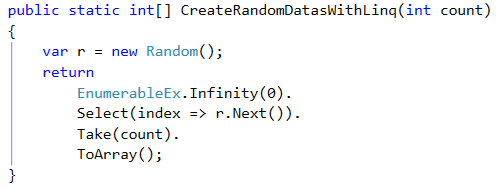 public static int[] CreateRandomDatasWithLinq(int count)
{
    var r = new Random();
    return
        EnumerableEx.Infinity(0).
        Select(index => r.Next()).
        Take(count).
        ToArray();
}